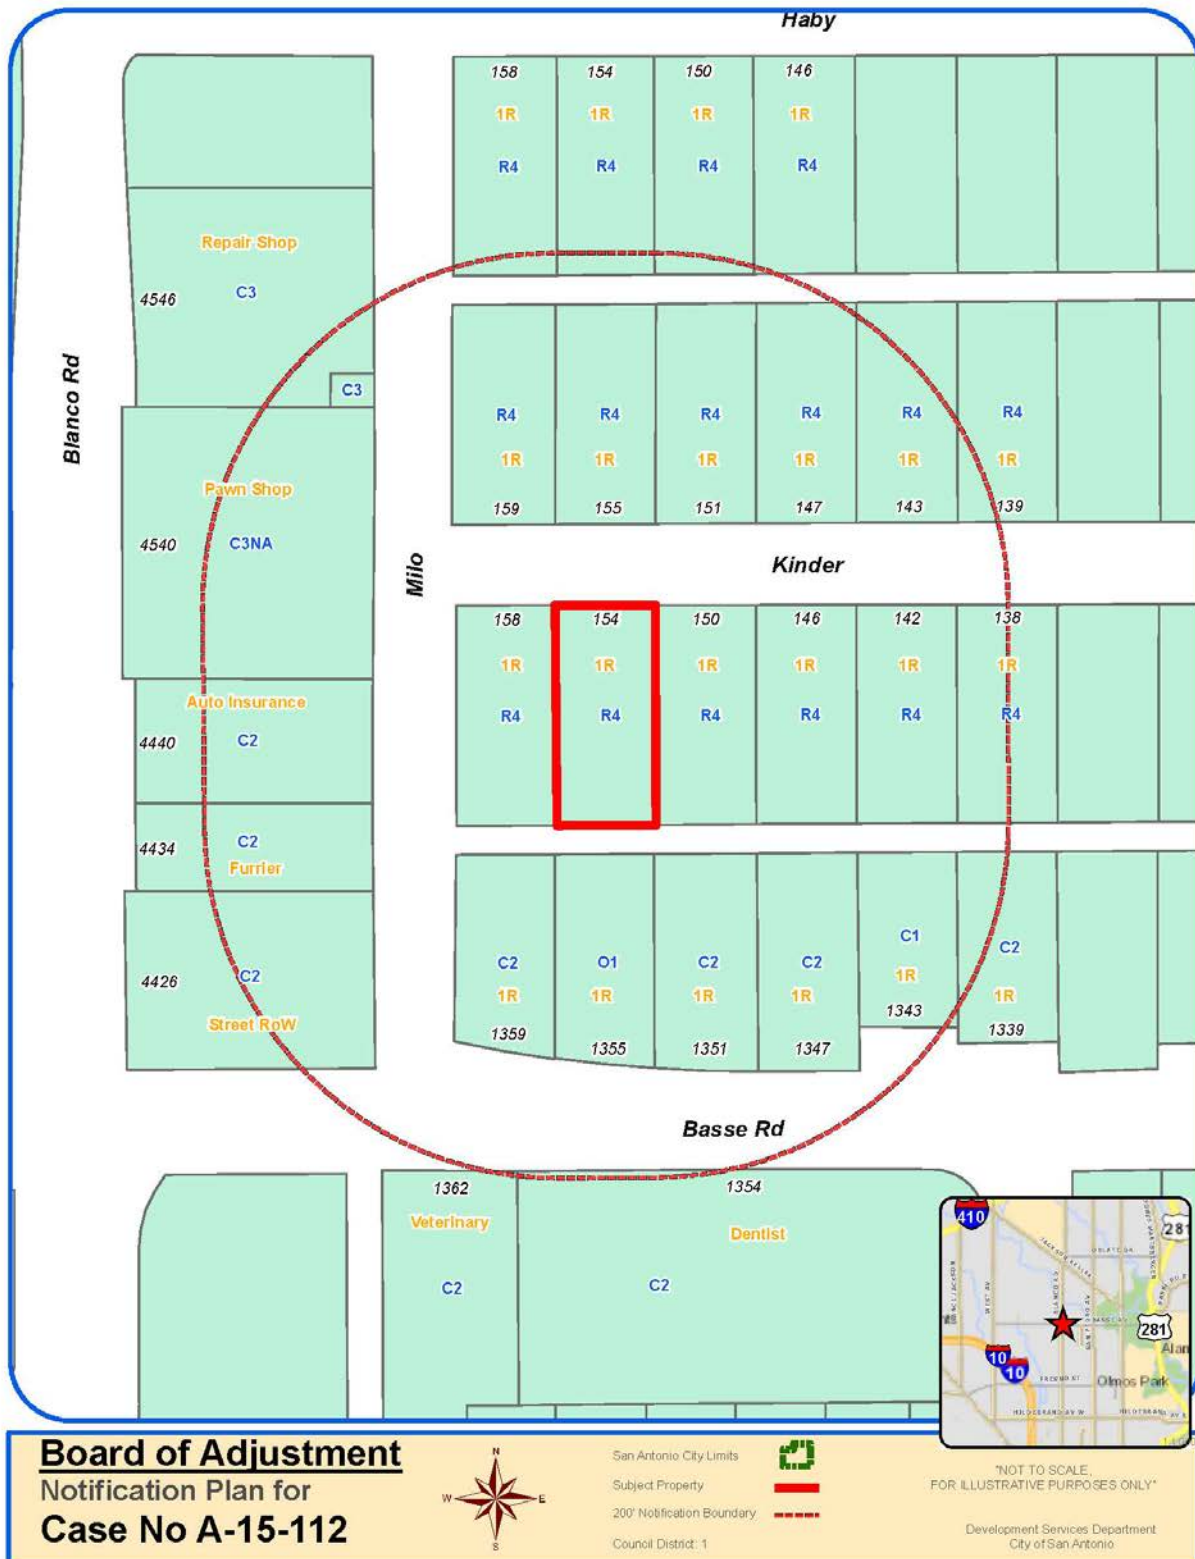 Haby
158 154 150 146
1R 1R 1R 1R
R4 R4 R4 R4
Repair Shop
C3
4546
Blanco Rd
C3
R4 R4 R4 R4 R4 R4
1R 1R 1R 1R 1R 1R
159 155 151 147 143 139
Pawn Shop
4540 C3NA
Milo
Kinder
158 154 150 146 142 138
1R 1R 1R 1R 1R 1R
R4 R4 R4 R4 R4 R4
Auto Insurance
4440 C2
C2
4434
Furrier
C1
C2 O1 C2 C2 C2
1R
1R 1R 1R 1R 1R
1343
1359 1355 1351 1347 1339
4426 C2
Street RoW
Basse Rd
1362 1354
Veterinary
Dentist
C2 C2
410
281
281
10
10
Olmos Park
Alam
Board of Adjustment
Notification Plan for
Case No A-15-112
N
W E
S
San Antonio City Limits
Subject Property
200' Notification Boundary
Council District: 1
"NOT TO SCALE,
FOR ILLUSTRATIVE PURPOSES ONLY"
Development Services Department
City of San Antonio